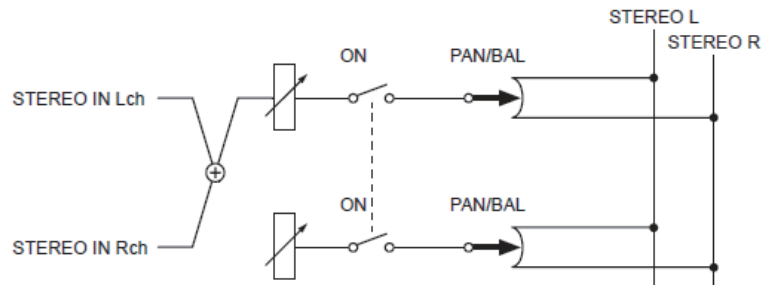 STEREO L
STEREO R
ON
PAN/BAL
STEREO IN Lch
ON
PAN/BAL
STEREO IN Rch